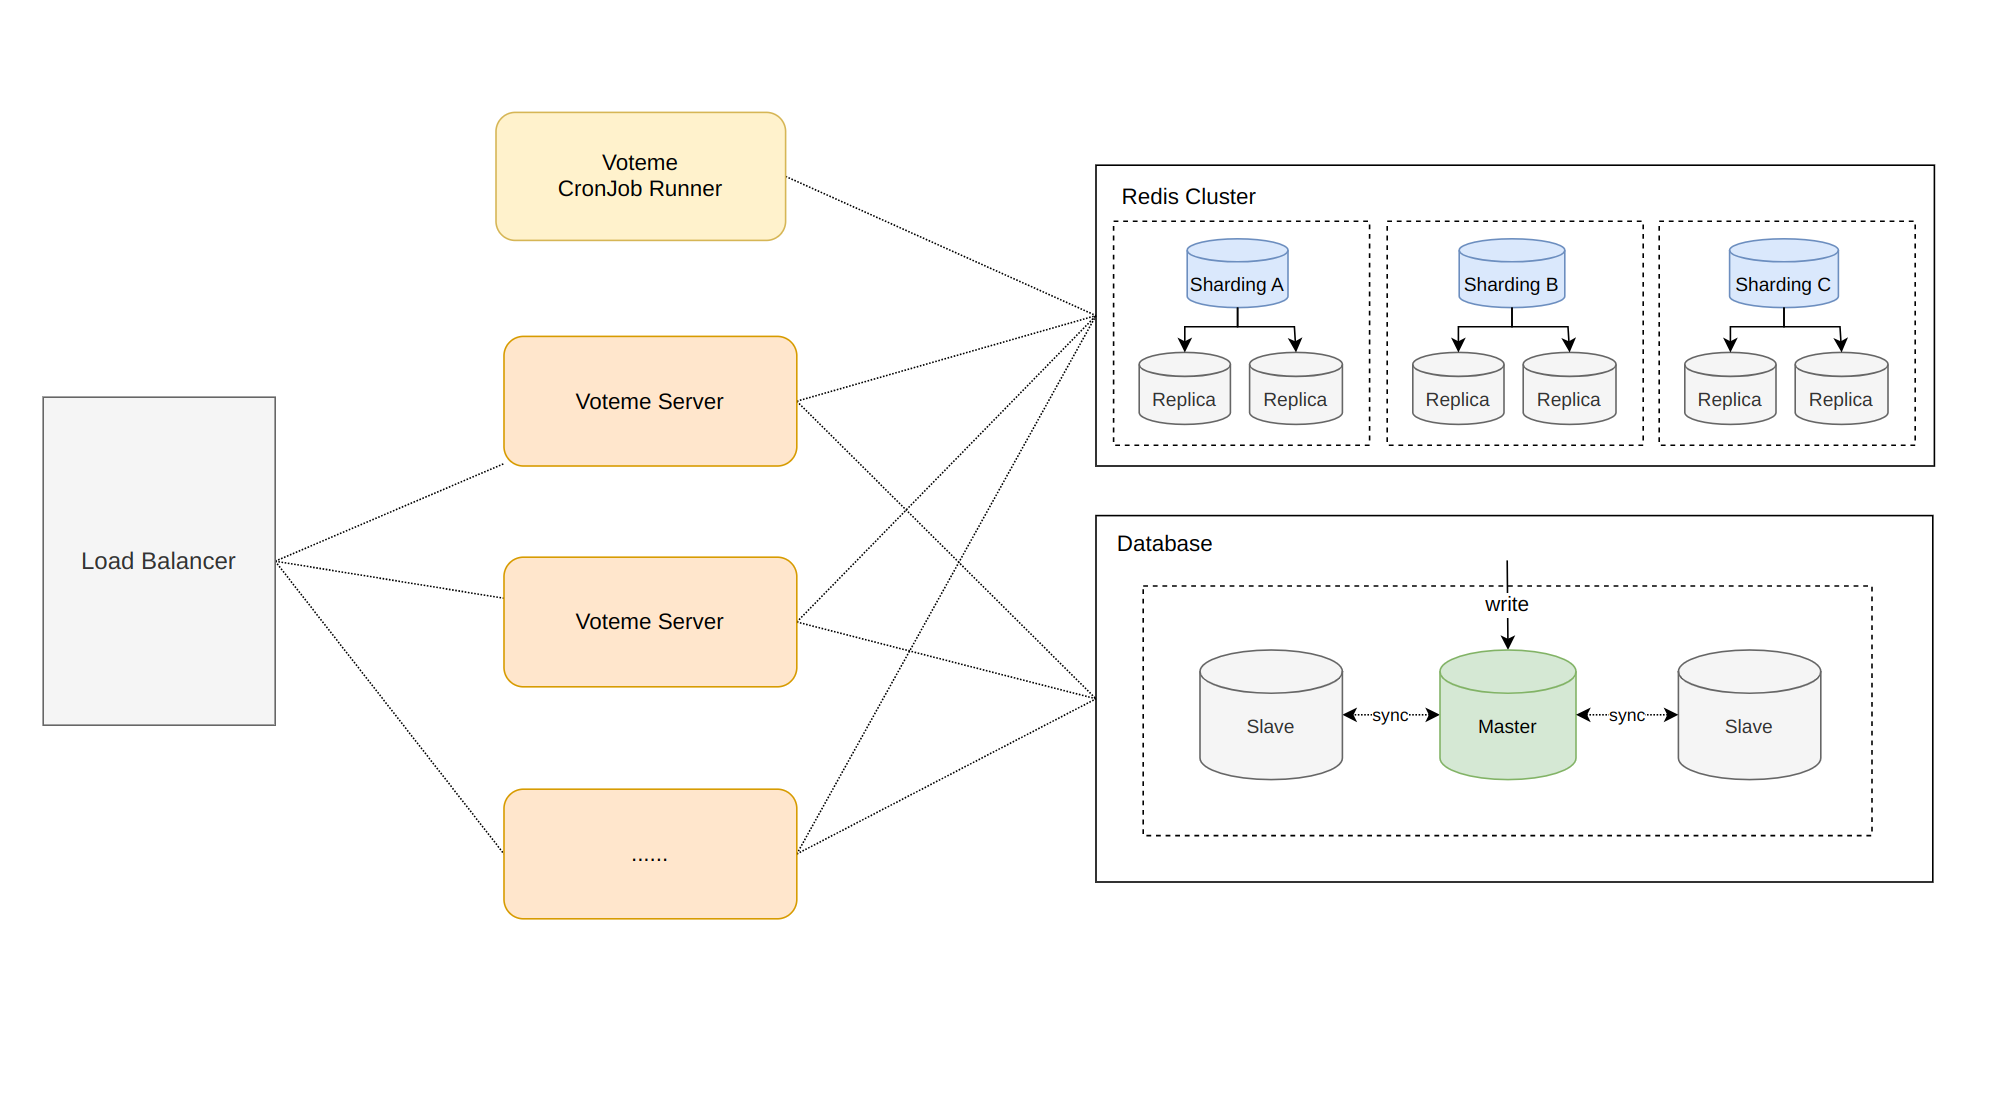 Voteme
CronJob Runner
Voteme Server
Load Balancer
Voteme Server
......
Redis Cluster
Sharding A
Sharding B
Sharding C
Replica
Replica
Replica
Replica
Replica
Replica
Database
write
Slave
sync
Master
sync
Slave